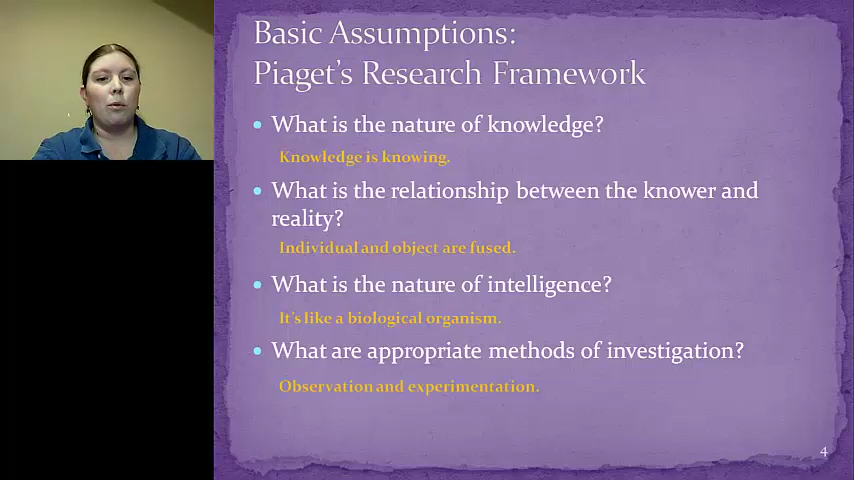 Basic Assumptions:
Piaget's Research Framework
• What is the nature of knowledge?
Knowledge is knowing.
• What is the relationship between the knower and
reality?
Individual and object are fused.
• What is the nature of intelligence?
It's like a biological organism.
• What are appropriate methods of investigation?
Observation and experimentation.
4